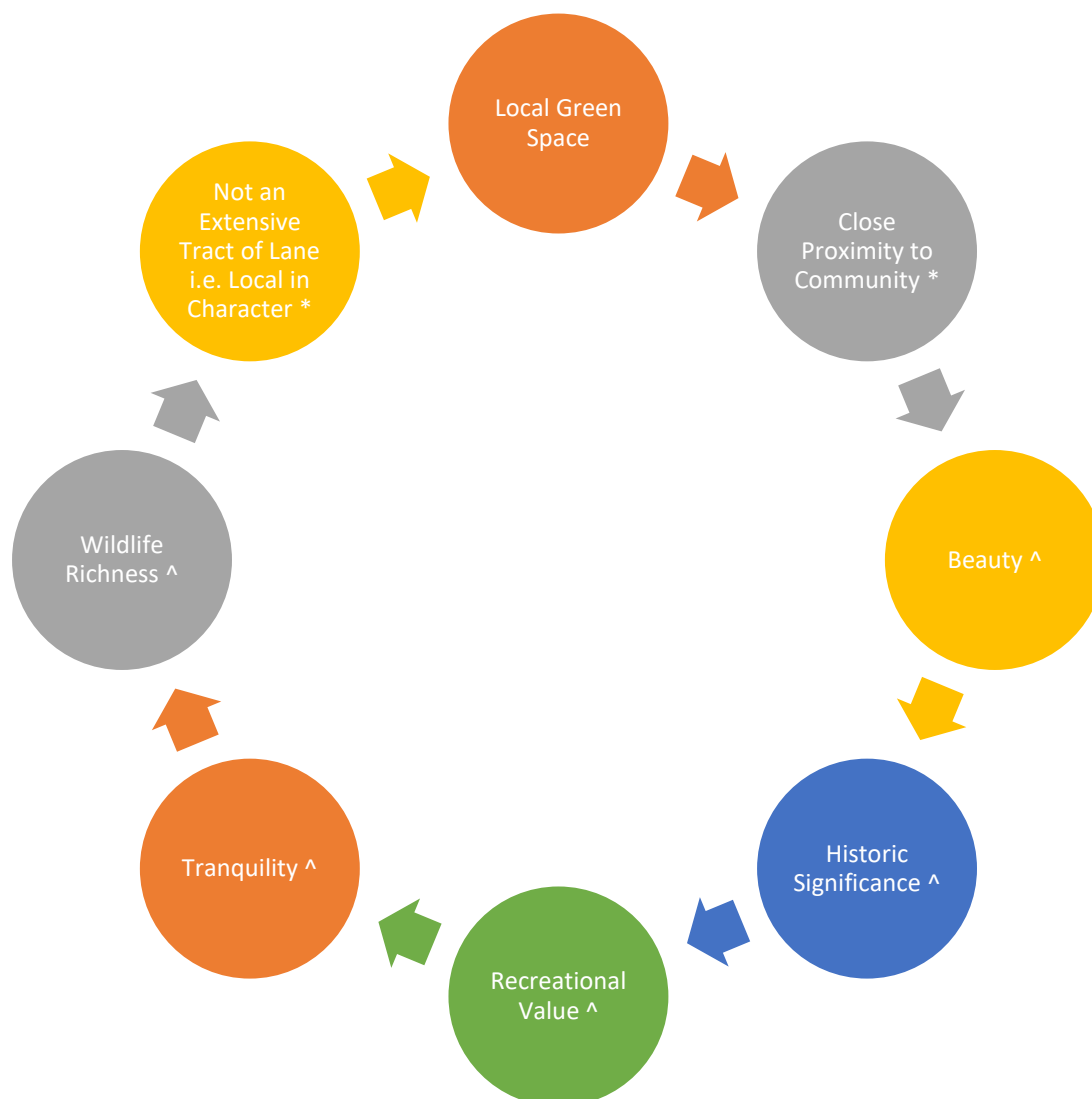 Local Green
Space
Close
Proximity to
Community *
Beauty ^
Historic
Significance ^
Recreational
Value ^
Tranquility ^
Wildlife
Richness ^
Not an
Extensive
Tract of Lane
i.e. Local in
Character *